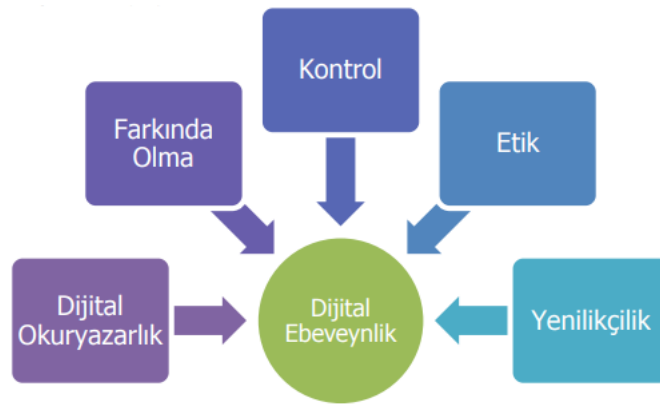 Kontrol
Farkında
Olma
Etik
Dijital
Okuryazarlık
Dijital
Ebeveynlik
Yenilikçilik